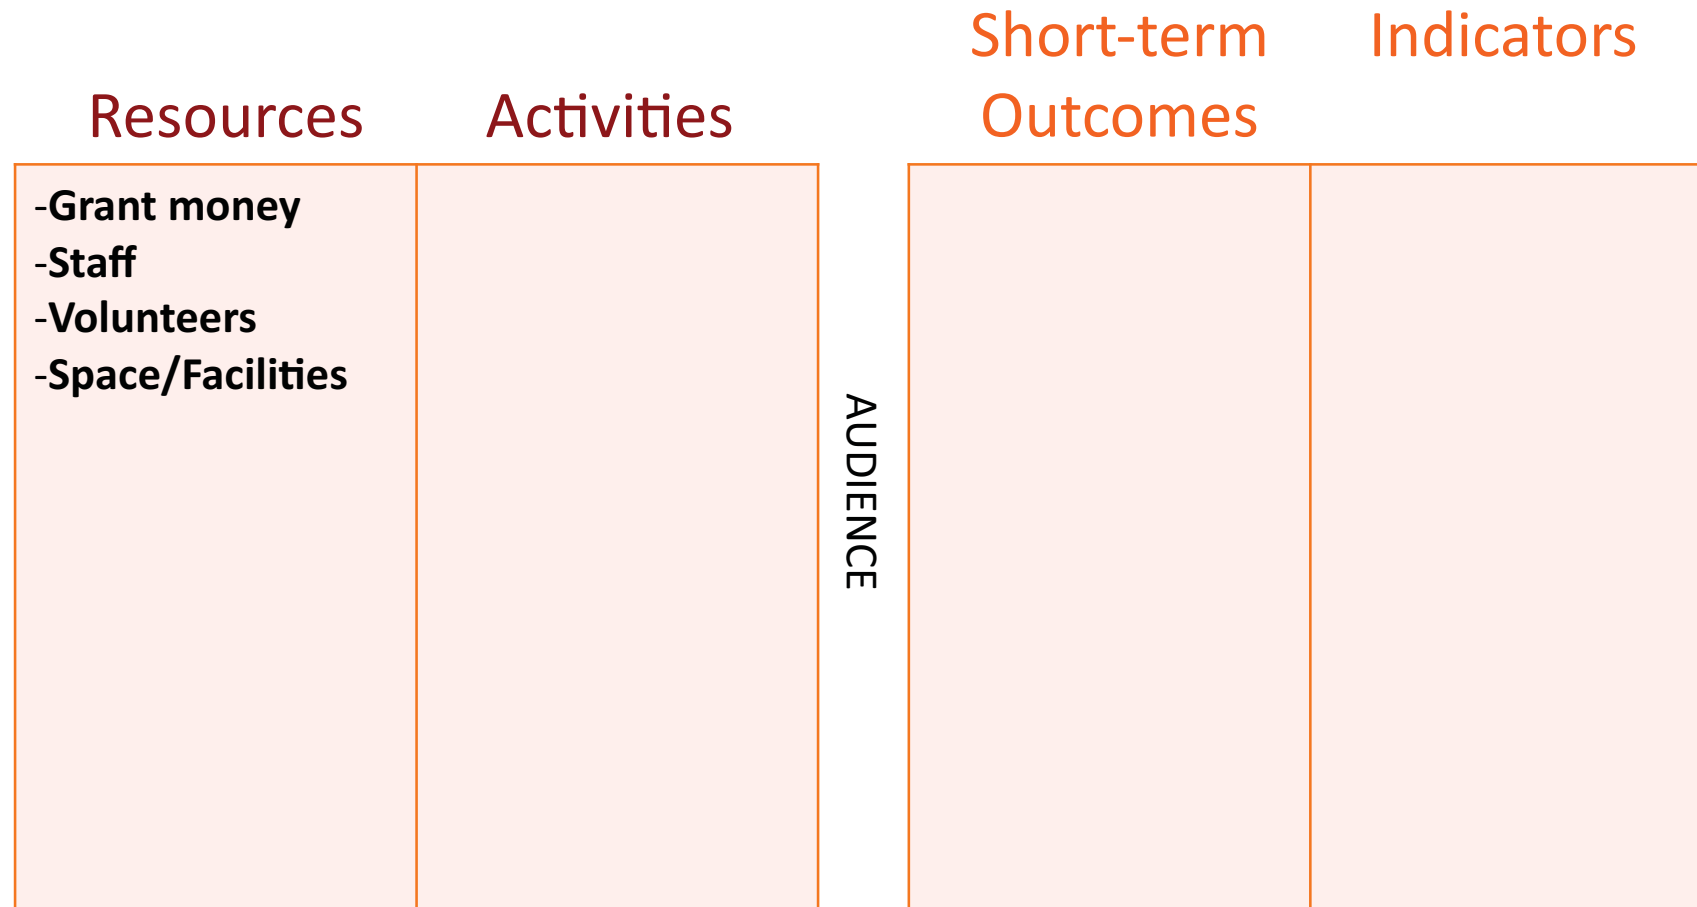 Short-term Indicators
Resources Activities Outcomes
-Grant money
-Staff
-Volunteers
-Space/Facilities
AUDIENCE